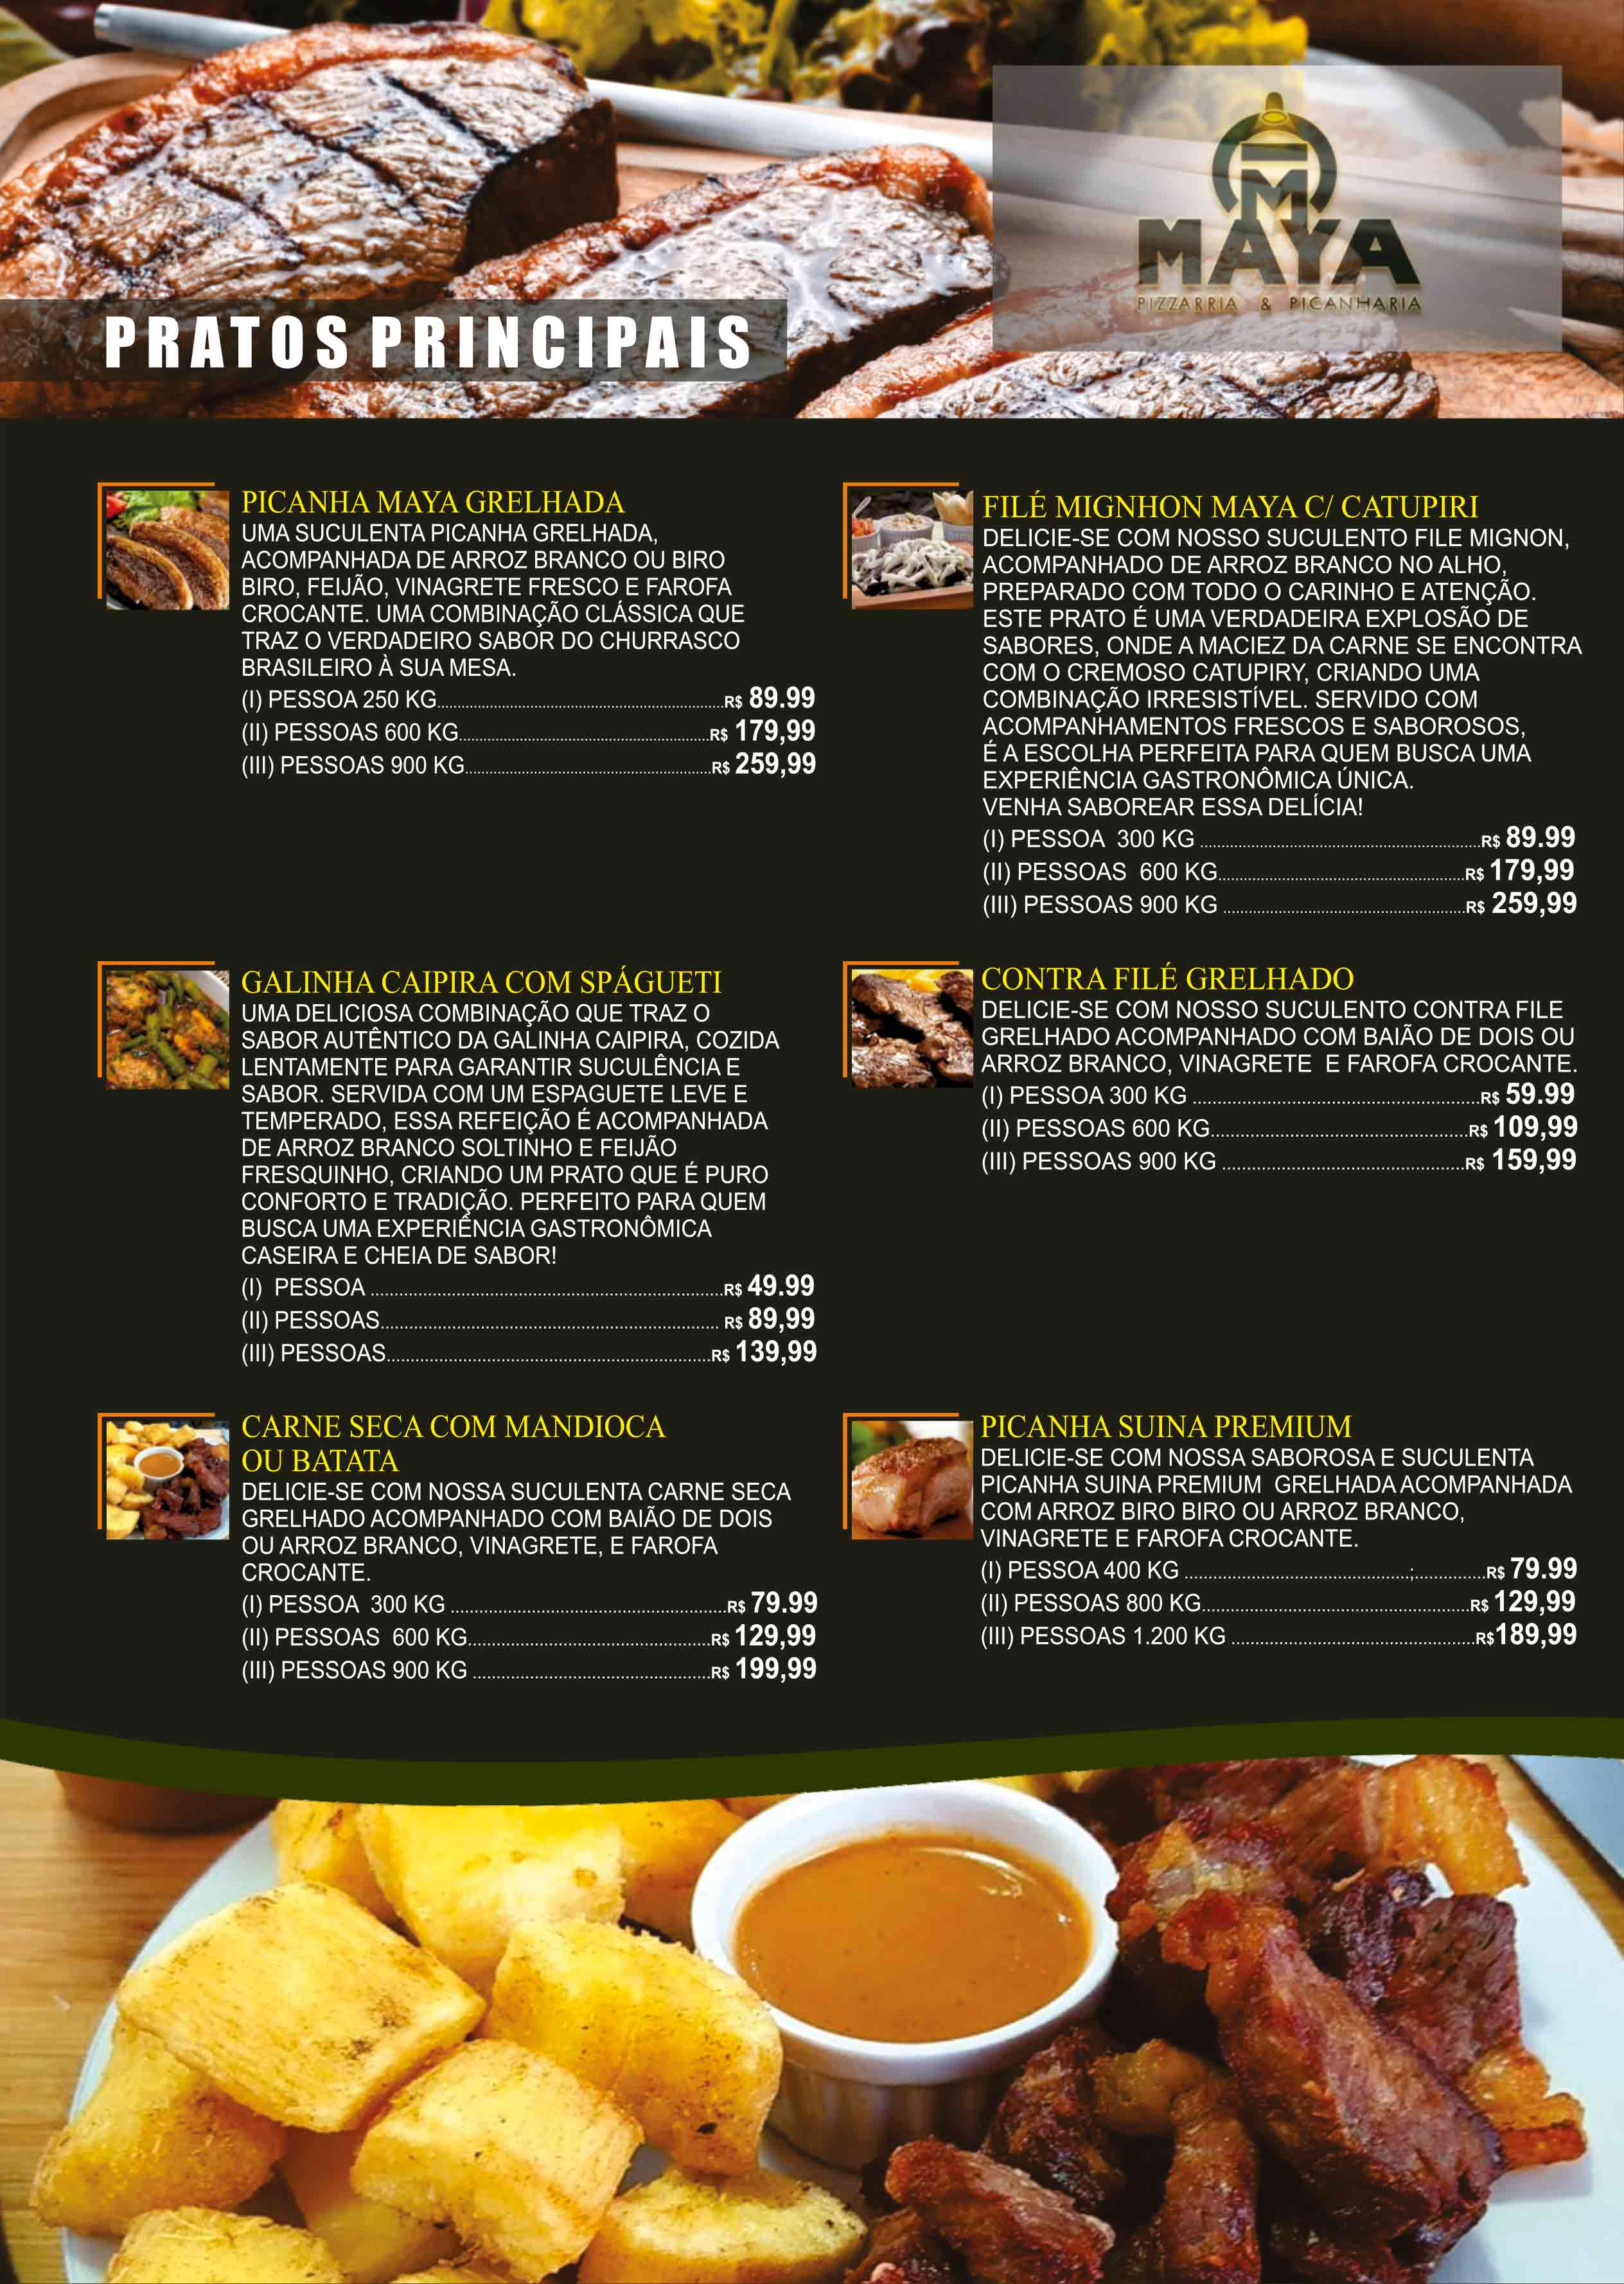 MAYA
PIZZARRIA & PICANHARIA
PRATOS PRINCIPAIS
PICANHA MAYA GRELHADA
UMA SUCULENTA PICANHA GRELHADA,
ACOMPANHADA DE ARROZ BRANCO OU BIRO
BIRO, FEIJÃO, VINAGRETE FRESCO E FAROFA
CROCANTE. UMA COMBINAÇÃO CLÁSSICA QUE
TRAZ O VERDADEIRO SABOR DO CHURRASCO
BRASILEIRO À SUA MESA.
(I) PESSOA 250 KG..........R$ 89.99
(II) PESSOAS 600 KG..........R$ 179,99
(III) PESSOAS 900 KG..........R$ 259,99
FILÉ MIGNHON MAYA C/ CATUPIRI
DELICIE-SE COM NOSSO SUCULENTO FILE MIGNON,
ACOMPANHADO DE ARROZ BRANCO NO ALHO,
PREPARADO COM TODO O CARINHO E ATENÇÃO.
ESTE PRATO É UMA VERDADEIRA EXPLOSÃO DE
SABORES, ONDE A MACIEZ DA CARNE SE ENCONTRA
COM O CREMOSO CATUPIRY, CRIANDO UMA
COMBINAÇÃO IRRESISTÍVEL. SERVIDO COM
ACOMPANHAMENTOS FRESCOS E SABOROSOS,
É A ESCOLHA PERFEITA PARA QUEM BUSCA UMA
EXPERIÊNCIA GASTRONÔMICA ÚNICA.
VENHA SABOREAR ESSA DELÍCIA!
(I) PESSOA 300 KG ..........R$ 89.99
(II) PESSOAS 600 KG..........R$ 179,99
(III) PESSOAS 900 KG ..........R$ 259,99
GALINHA CAIPIRA COM SPÁGUETI
UMA DELICIOSA COMBINAÇÃO QUE TRAZ O
SABOR AUTÊNTICO DA GALINHA CAIPIRA, COZIDA
LENTAMENTE PARA GARANTIR SUCULÊNCIA E
SABOR. SERVIDA COM UM ESPAGUETE LEVE E
TEMPERADO, ESSA REFEIÇÃO É ACOMPANHADA
DE ARROZ BRANCO SOLTINHO E FEIJÃO
FRESQUINHO, CRIANDO UM PRATO QUE É PURO
CONFORTO E TRADIÇÃO. PERFEITO PARA QUEM
BUSCA UMA EXPERIÊNCIA GASTRONÔMICA
CASEIRA E CHEIA DE SABOR!
(I) PESSOA ..........R$ 49.99
(II) PESSOAS.......... R$ 89,99
(III) PESSOAS..........R$ 139,99
CONTRA FILÉ GRELHADO
DELICIE-SE COM NOSSO SUCULENTO CONTRA FILE
GRELHADO ACOMPANHADO COM BAIÃO DE DOIS OU
ARROZ BRANCO, VINAGRETE E FAROFA CROCANTE.
(I) PESSOA 300 KG ..........R$ 59.99
(II) PESSOAS 600 KG..........R$ 109,99
(III) PESSOAS 900 KG ..........R$ 159,99
CARNE SECA COM MANDIOCA
OU BATATA
DELICIE-SE COM NOSSA SUCULENTA CARNE SECA
GRELHADO ACOMPANHADO COM BAIÃO DE DOIS
OU ARROZ BRANCO, VINAGRETE, E FAROFA
CROCANTE.
(I) PESSOA 300 KG ..........R$ 79.99
(II) PESSOAS 600 KG..........R$ 129,99
(III) PESSOAS 900 KG ..........R$ 199,99
PICANHA SUINA PREMIUM
DELICIE-SE COM NOSSA SABOROSA E SUCULENTA
PICANHA SUINA PREMIUM GRELHADA ACOMPANHADA
COM ARROZ BIRO BIRO OU ARROZ BRANCO,
VINAGRETE E FAROFA CROCANTE.
(I) PESSOA 400 KG ..........;..........R$ 79.99
(II) PESSOAS 800 KG..........R$ 129,99
(III) PESSOAS 1.200 KG ..........R$189,99